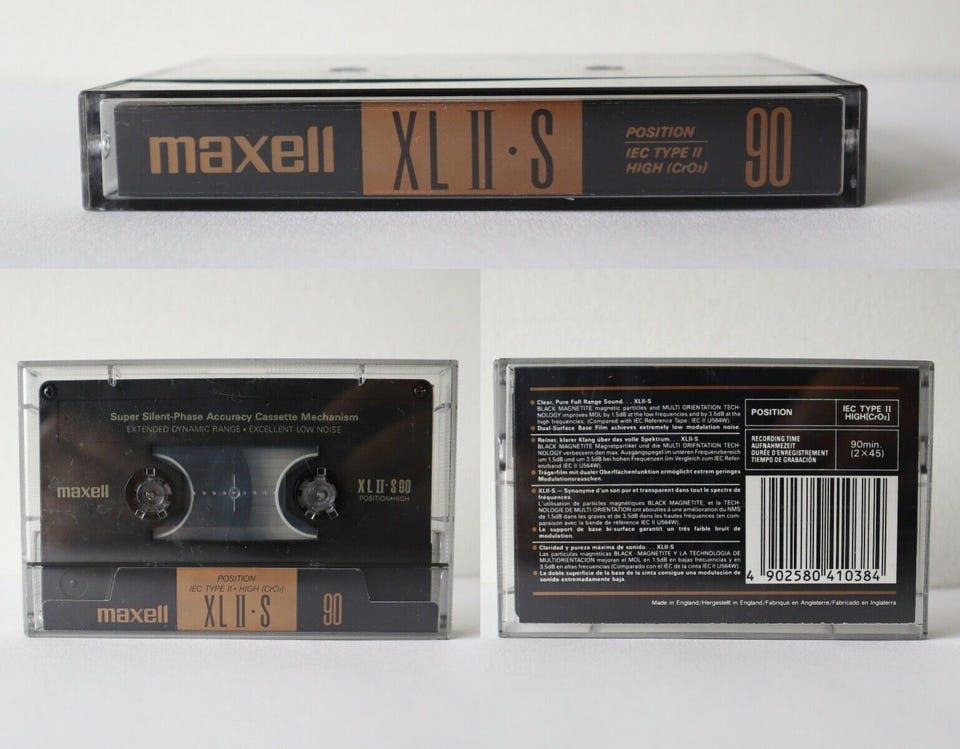 maxell XL II·S POSITION 90
IEC TYPE II
HIGH (CrO₂)
Super Silent-Phase Accuracy Cassette Mechanism
EXTENDED DYNAMIC RANGE • EXCELLENT LOW NOISE
maxell
XL II-S 90
POSITION•HIGH
POSITION
IEC TYPE II • HIGH (CrO₂)
maxell XL II·S 90
Clear, Pure Full Range Sound. . . XLII-S
BLACK MAGNETITE magnetic particles and MULTI ORIENTATION TECH-
NOLOGY improves MOL by 1.5dB at the low frequencies and by 3.5dB at the
high frequencies. (Compared with IEC Reference Tape: IEC II U564W).
Dual-Surface Base Film achieves extremely low modulation noise.
Reiner, klarer Klang über das volle Spektrum. . . XLII-S
BLACK MAGNETITE Magnetpartikel und die MULTI ORIFNTATION TECH-
NOLOGY verbessern den max. Ausgangspegel im unteren Frequenzbereich
um 1.5dB und um 3.5dB bei hohen Frequenzen (im Vergleich zum IEC Refer-
enzband IEC II U564W).
Trägerfilm mit dualer Oberflächenfunktion ermöglicht extrem geringes
Modulationsrauschen.
XLII-S — Synonyme d'un son pur et transparent dans tout le spectre de
fréquences.
L'utilisation de particules magnétiques BLACK MAGNETITE, et la TECH-
NOLOGIE DE MULTI-ORIENTATION ont aboutés à une amélioration du NMS
de 1.5dB dans les graves et de 3.5dB dans les hautes fréquences (en com-
paraison avec la bande de référence IEC II U564W).
Le support de base bi-surface garantit un très faible bruit de
modulation.
Claridad y pureza máxima de sonido. . . XLII-S
Las partículas magnéticas BLACK MAGNETITE Y LA TECHNOLOGIA DE
MULTIORIENTACIÓN mejoran el MOL en 1.5dB en bajas frecuencias y en
3.5dB en altas frecuencias (Comparado con el IEC de la cinta IEC II U564W).
La doble superficie de la base de la cinta consigue una modulación de
sonido extremadamente baja.
POSITION IEC TYPE II
HIGH[CrO₂]
RECORDING TIME
AUFNAHMEZEIT
DURÉE D'ENREGISTREMENT
TIEMPO DE GRABACIÓN
90min.
(2×45)
4 902580 410384
Made in England/Hergestellt in England/Fabrique en Angleterre/Fabricado en Inglaterra